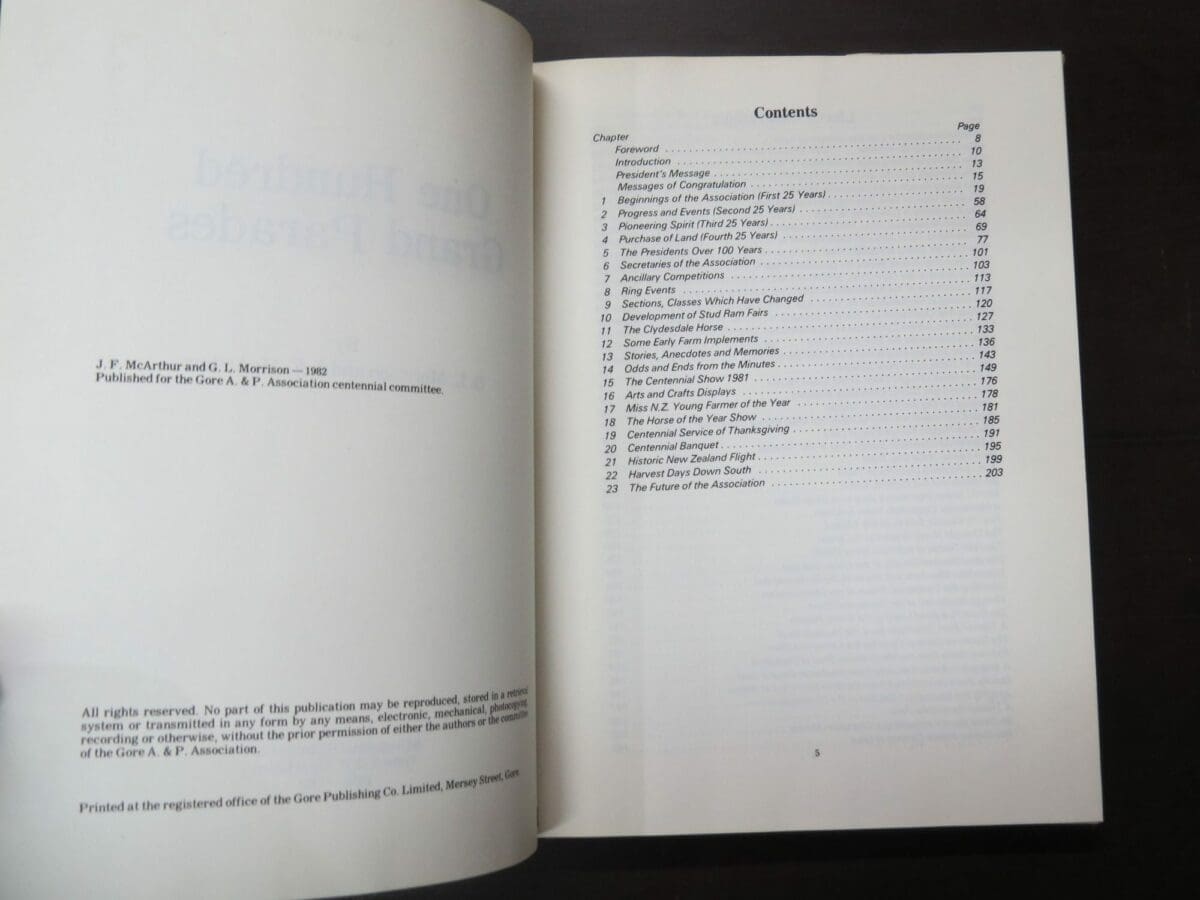 J. F. McArthur and G. L. Morrison — 1982
Published for the Gore A. & P. Association centennial committee.
All rights reserved. No part of this publication may be reproduced, stored in a retrieval
system or transmitted in any form by any means, electronic, mechanical, photocopying,
recording or otherwise, without the prior permission of either the authors or the committee
of the Gore A. & P. Association.
Printed at the registered office of the Gore Publishing Co. Limited, Mersey Street, Gore.
Contents
Chapter Page
Foreword 8
Introduction 10
President's Message 13
Messages of Congratulation 15
1 Beginnings of the Association (First 25 Years) 19
2 Progress and Events (Second 25 Years) 58
3 Pioneering Spirit (Third 25 Years) 64
4 Purchase of Land (Fourth 25 Years) 69
5 The Presidents Over 100 Years 77
6 Secretaries of the Association 101
7 Ancillary Competitions 103
8 Ring Events 113
9 Sections, Classes Which Have Changed 117
10 Development of Stud Ram Fairs 120
11 The Clydesdale Horse 127
12 Some Early Farm Implements 133
13 Stories, Anecdotes and Memories 136
14 Odds and Ends from the Minutes 143
15 The Centennial Show 1981 149
16 Arts and Crafts Displays 176
17 Miss N.Z. Young Farmer of the Year 178
18 The Horse of the Year Show 181
19 Centennial Service of Thanksgiving 185
20 Centennial Banquet 191
21 Historic New Zealand Flight 195
22 Harvest Days Down South 199
23 The Future of the Association 203
5